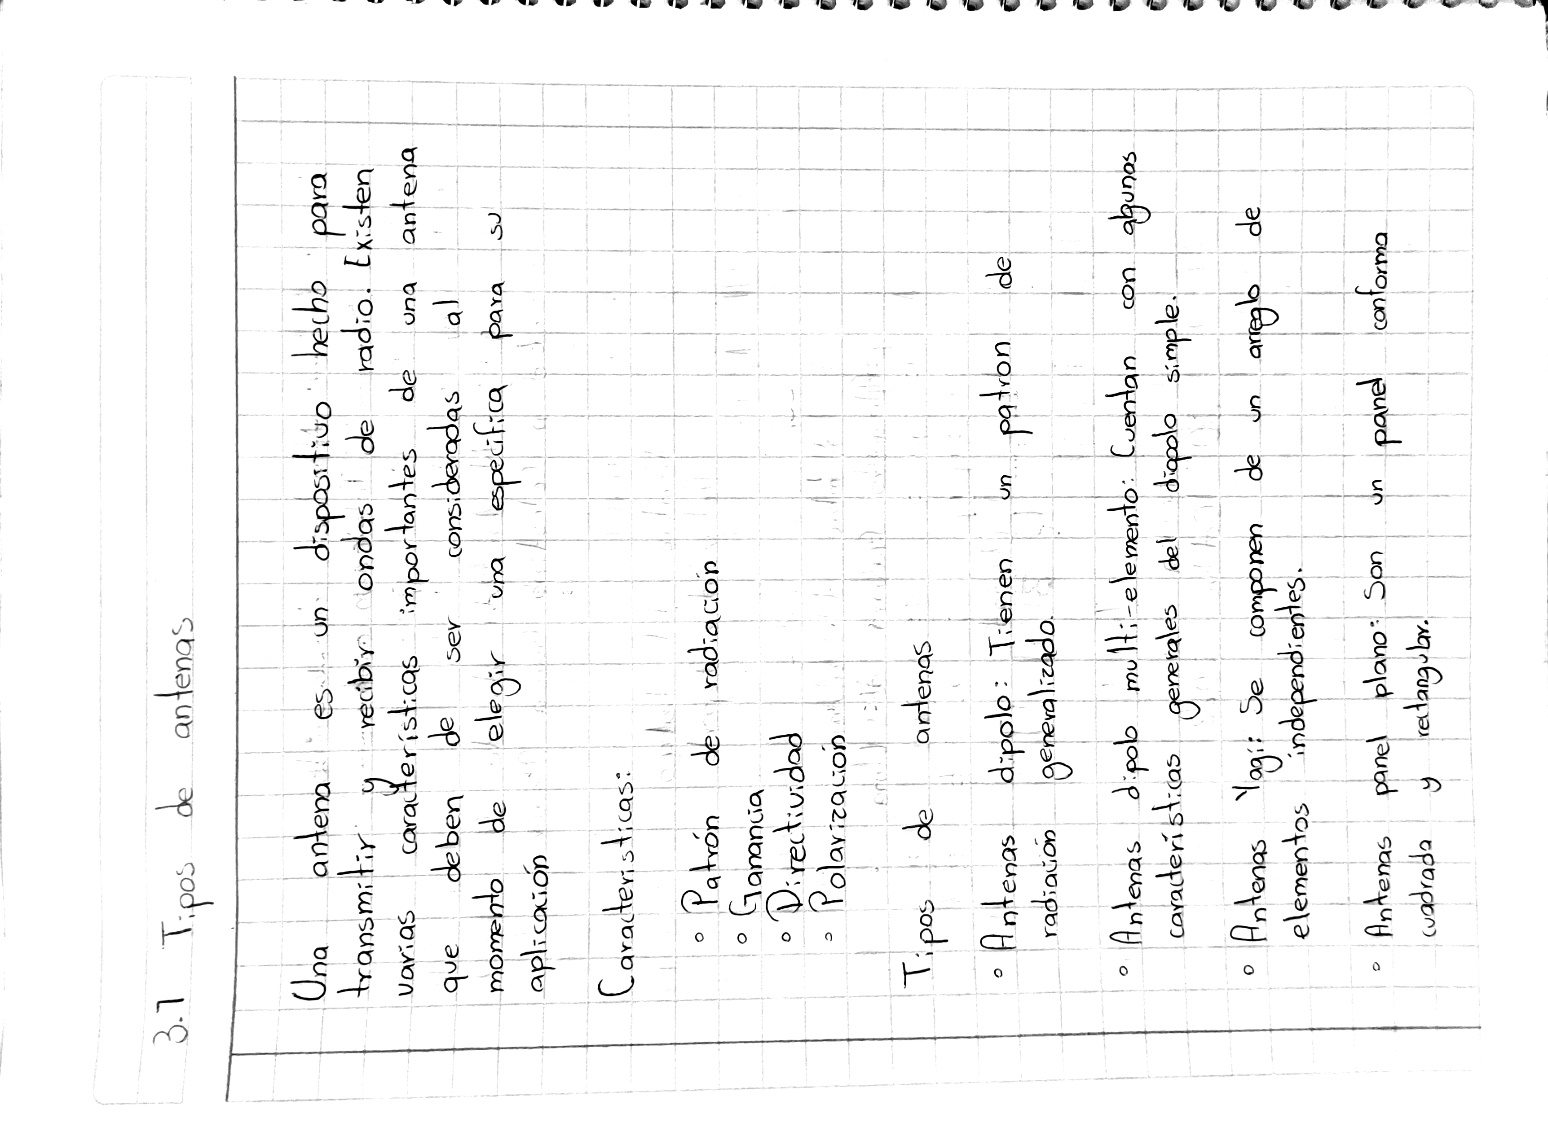 3.1 Tipos de antenas
Una antena es un dispositivo hecho para
transmitir y recibir ondas de radio. Existen
varias características importantes de una antena
que deben de ser consideradas al
momento de elegir una especifica para su
aplicación
Caracteristicas:
◦ Patrón de radiación
◦ Ganancia
◦ Directividad
◦ Polarización
Tipos de antenas
◦ Antenas dipolo: Tienen un patron de
radiación generalizado.
◦ Antenas dipolo multi-elemento: Cuentan con algunas
características generales del diopolo simple.
◦ Antenas Yagi: Se componen de un arreglo de
elementos independientes.
◦ Antenas panel plano: Son un panel conforma
cuadrada y rectangular.